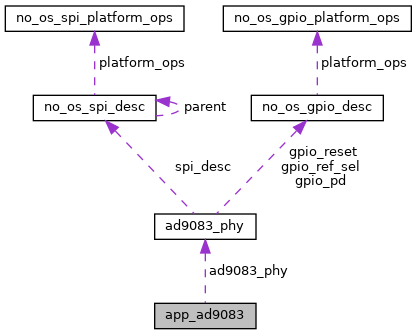 no_os_spi_platform_ops
no_os_gpio_platform_ops
platform_ops
platform_ops
no_os_spi_desc
parent
no_os_gpio_desc
spi_desc
gpio_reset
gpio_ref_sel
gpio_pd
ad9083_phy
ad9083_phy
app_ad9083